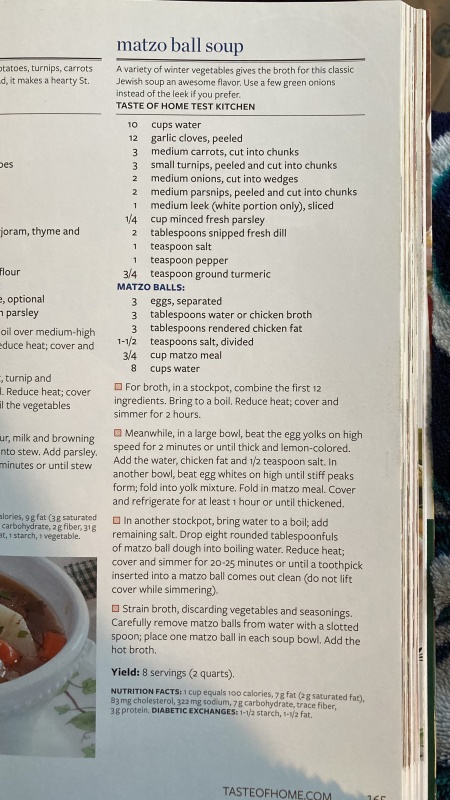 otatoes, turnips, carrots
d, it makes a hearty St.
oes
joram, thyme and
flour
e, optional
n parsley
oil over medium-high
educe heat; cover and
, turnip and
l. Reduce heat; cover
il the vegetables
ur, milk and browning
nto stew. Add parsley.
minutes or until stew
alories, 9 g fat (3 g saturated
carbohydrate, 2 g fiber, 31 g
at, 1 starch, 1 vegetable.
matzo ball soup
A variety of winter vegetables gives the broth for this classic
Jewish soup an awesome flavor. Use a few green onions
instead of the leek if you prefer.
TASTE OF HOME TEST KITCHEN
10 cups water
12 garlic cloves, peeled
3 medium carrots, cut into chunks
3 small turnips, peeled and cut into chunks
2 medium onions, cut into wedges
2 medium parsnips, peeled and cut into chunks
1 medium leek (white portion only), sliced
1/4 cup minced fresh parsley
2 tablespoons snipped fresh dill
1 teaspoon salt
1 teaspoon pepper
3/4 teaspoon ground turmeric
MATZO BALLS:
3 eggs, separated
3 tablespoons water or chicken broth
3 tablespoons rendered chicken fat
1-1/2 teaspoons salt, divided
3/4 cup matzo meal
8 cups water
For broth, in a stockpot, combine the first 12
ingredients. Bring to a boil. Reduce heat; cover and
simmer for 2 hours.
Meanwhile, in a large bowl, beat the egg yolks on high
speed for 2 minutes or until thick and lemon-colored.
Add the water, chicken fat and 1/2 teaspoon salt. In
another bowl, beat egg whites on high until stiff peaks
form; fold into yolk mixture. Fold in matzo meal. Cover
and refrigerate for at least 1 hour or until thickened.
In another stockpot, bring water to a boil; add
remaining salt. Drop eight rounded tablespoonfuls
of matzo ball dough into boiling water. Reduce heat;
cover and simmer for 20-25 minutes or until a toothpick
inserted into a matzo ball comes out clean (do not lift
cover while simmering).
Strain broth, discarding vegetables and seasonings.
Carefully remove matzo balls from water with a slotted
spoon; place one matzo ball in each soup bowl. Add the
hot broth.
Yield: 8 servings (2 quarts).
NUTRITION FACTS: 1 cup equals 100 calories, 7 g fat (2 g saturated fat),
83 mg cholesterol, 322 mg sodium, 7 g carbohydrate, trace fiber,
3 g protein. DIABETIC EXCHANGES: 1-1/2 starch, 1-1/2 fat.
TASTEOFHOME.COM 165